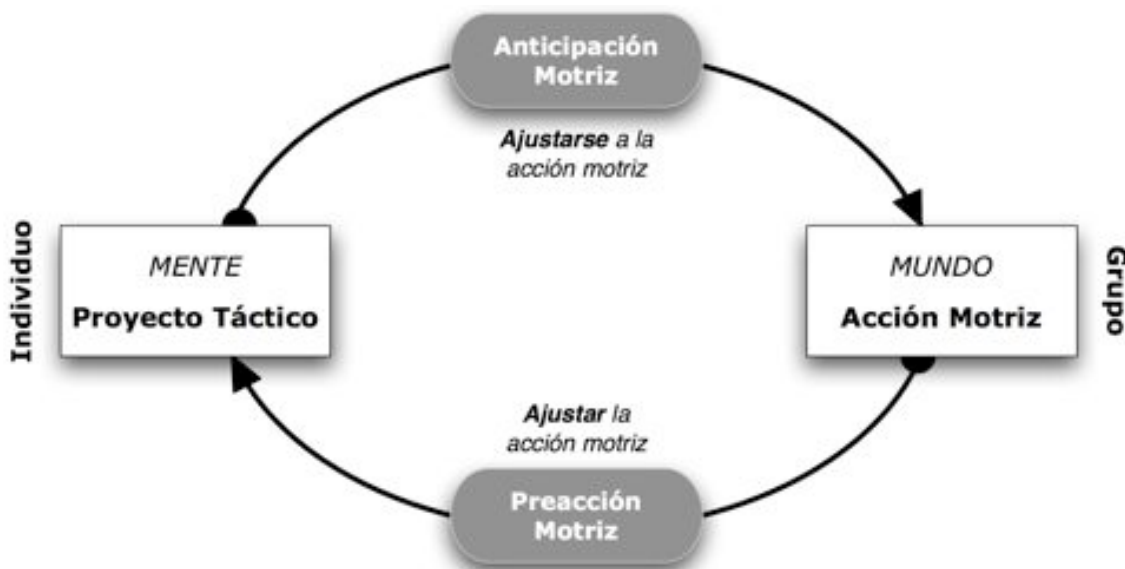 Anticipación
Motriz
Ajustarse a la
acción motriz
Individuo
MENTE
Proyecto Táctico
MUNDO
Acción Motriz
Grupo
Ajustar la
acción motriz
Preacción
Motriz